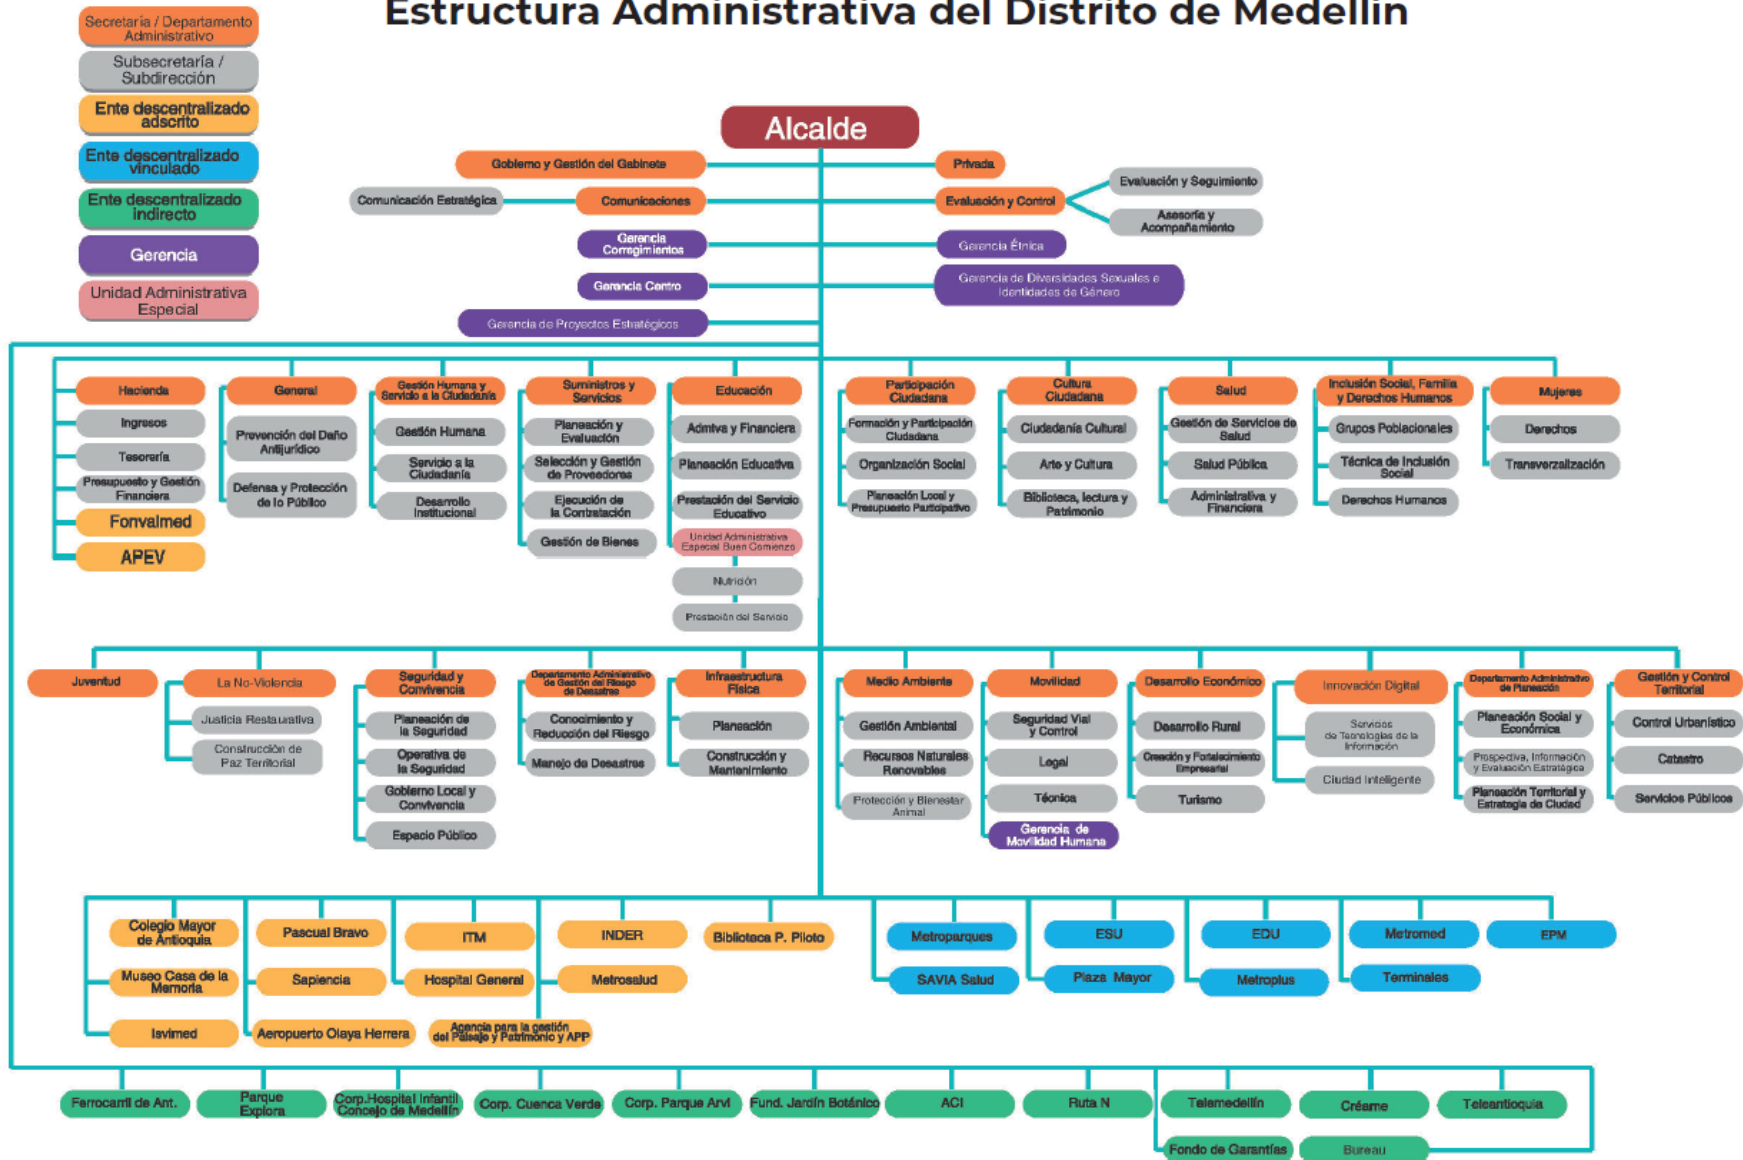 Estructura Administrativa del Distrito de Medellín
Secretaría / Departamento
Administrativo
Subsecretaría /
Subdirección
Ente descentralizado
adscrito
Ente descentralizado
vinculado
Ente descentralizado
indirecto
Gerencia
Unidad Administrativa
Especial
Alcalde
Gobierno y Gestión del Gabinete
Privada
Comunicación Estratégica
Comunicaciones
Evaluación y Control
Evaluación y Seguimiento
Asesoría y
Acompañamiento
Gerencia
Corregimientos
Gerencia Étnica
Gerencia Centro
Gerencia de Diversidades Sexuales e
Identidades de Género
Gerencia de Proyectos Estratégicos
Hacienda
Ingresos
Tesorería
Presupuesto y Gestión
Financiera
Fonvalmed
APEV
General
Prevención del Daño
Antijurídico
Defensa y Protección
de lo Público
Gestión Humana y
Servicio a la Ciudadanía
Gestión Humana
Servicio a la
Ciudadanía
Desarrollo
Institucional
Suministros y
Servicios
Planeación y
Evaluación
Selección y Gestión
de Proveedores
Ejecución de
la Contratación
Gestión de Bienes
Educación
Admiva y Financiera
Planeación Educativa
Prestación del Servicio
Educativo
Unidad Administrativa
Especial Buen Comienzo
Nutrición
Prestación del Servicio
Participación
Ciudadana
Formación y Participación
Ciudadana
Organización Social
Planeación Local y
Presupuesto Participativo
Cultura
Ciudadana
Ciudadanía Cultural
Arte y Cultura
Biblioteca, lectura y
Patrimonio
Salud
Gestión de Servicios de
Salud
Salud Pública
Administrativa y
Financiera
Inclusión Social, Familia
y Derechos Humanos
Grupos Poblacionales
Técnica de Inclusión
Social
Derechos Humanos
Mujeres
Derechos
Transverzalización
Juventud
La No-Violencia
Justicia Restaurativa
Construcción de
Paz Territorial
Seguridad y
Convivencia
Planeación de
la Seguridad
Operativa de
la Seguridad
Gobierno Local y
Convivencia
Espacio Público
Departamento Administrativo
de Gestión del Riesgo
de Desastres
Conocimiento y
Reducción del Riesgo
Manejo de Desastres
Infraestructura
Física
Planeación
Construcción y
Mantenimiento
Medio Ambiente
Gestión Ambiental
Recursos Naturales
Renovables
Protección y Bienestar
Animal
Movilidad
Seguridad Vial
y Control
Legal
Técnica
Gerencia de
Movilidad Humana
Desarrollo Económico
Desarrollo Rural
Creación y Fortalecimiento
Empresarial
Turismo
Innovación Digital
Servicios
de Tecnologías de la
Información
Ciudad Inteligente
Departamento Administrativo
de Planeación
Planeación Social y
Económica
Prospectiva, Información
y Evaluación Estratégica
Planeación Territorial y
Estrategia de Ciudad
Gestión y Control
Territorial
Control Urbanístico
Catastro
Servicios Públicos
Colegio Mayor
de Antioquia
Museo Casa de la
Memoria
Isvimed
Pascual Bravo
Sapiencia
Aeropuerto Olaya Herrera
ITM
Hospital General
Agencia para la gestión
del Paisaje y Patrimonio y APP
INDER
Metrosalud
Biblioteca P. Piloto
Metroparques
SAVIA Salud
ESU
Plaza Mayor
EDU
Metroplus
Metromed
Terminales
EPM
Ferrocarril de Ant.
Parque
Explora
Corp.Hospital Infantil
Concejo de Medellín
Corp. Cuenca Verde
Corp. Parque Arví
Fund. Jardín Botánico
ACI
Ruta N
Telemedellín
Créame
Teleantioquia
Fondo de Garantías
Bureau